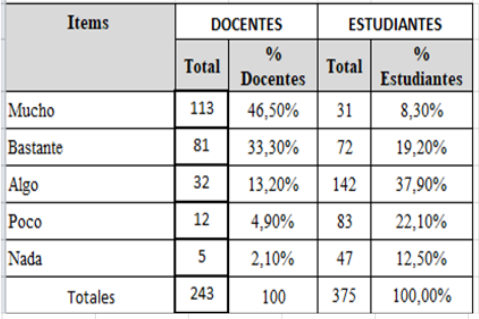 Items DOCENTES ESTUDIANTES
Total % Docentes Total % Estudiantes
Mucho 113 46,50% 31 8,30%
Bastante 81 33,30% 72 19,20%
Algo 32 13,20% 142 37,90%
Poco 12 4,90% 83 22,10%
Nada 5 2,10% 47 12,50%
Totales 243 100 375 100,00%